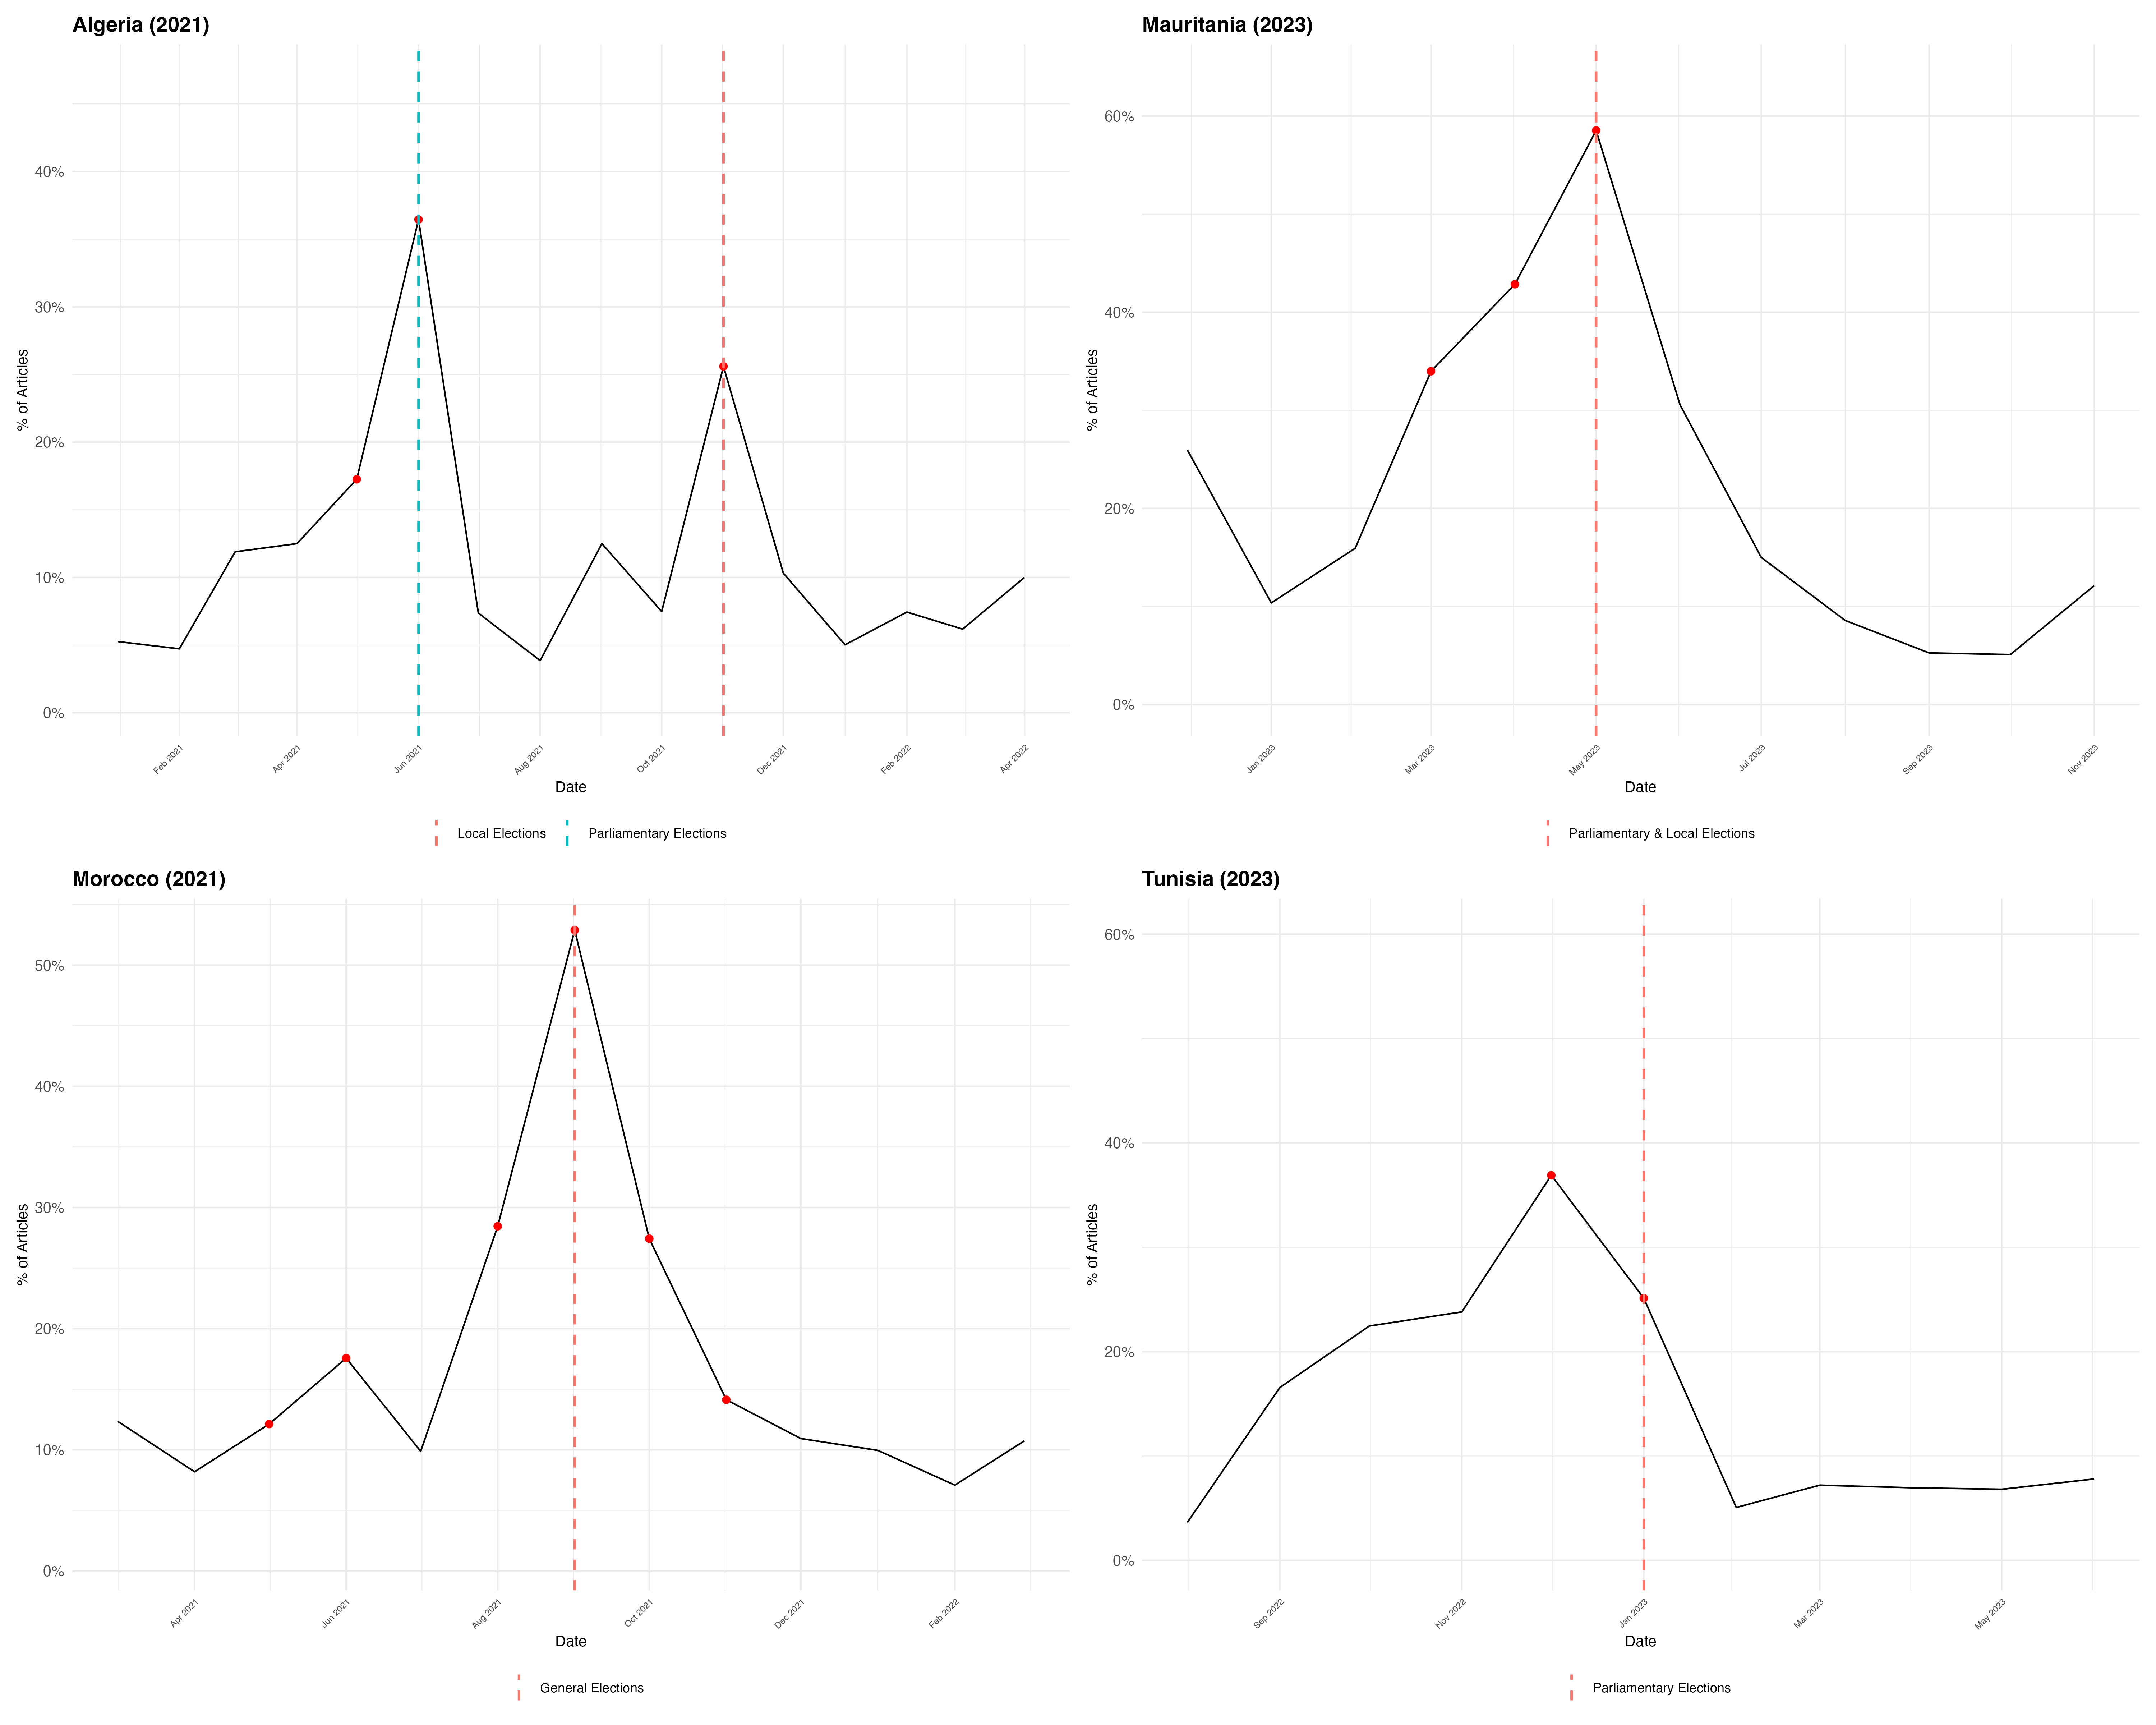 Algeria (2021)
% of Articles
40%
30%
20%
10%
0%
Feb 2021
Apr 2021
Jun 2021
Aug 2021
Oct 2021
Dec 2021
Feb 2022
Apr 2022
Date
Local Elections
Parliamentary Elections
Mauritania (2023)
% of Articles
60%
40%
20%
0%
Jan 2023
Mar 2023
May 2023
Jul 2023
Sep 2023
Nov 2023
Date
Parliamentary & Local Elections
Morocco (2021)
% of Articles
50%
40%
30%
20%
10%
0%
Apr 2021
Jun 2021
Aug 2021
Oct 2021
Dec 2021
Feb 2022
Date
General Elections
Tunisia (2023)
% of Articles
60%
40%
20%
0%
Sep 2022
Nov 2022
Jan 2023
Mar 2023
May 2023
Date
Parliamentary Elections